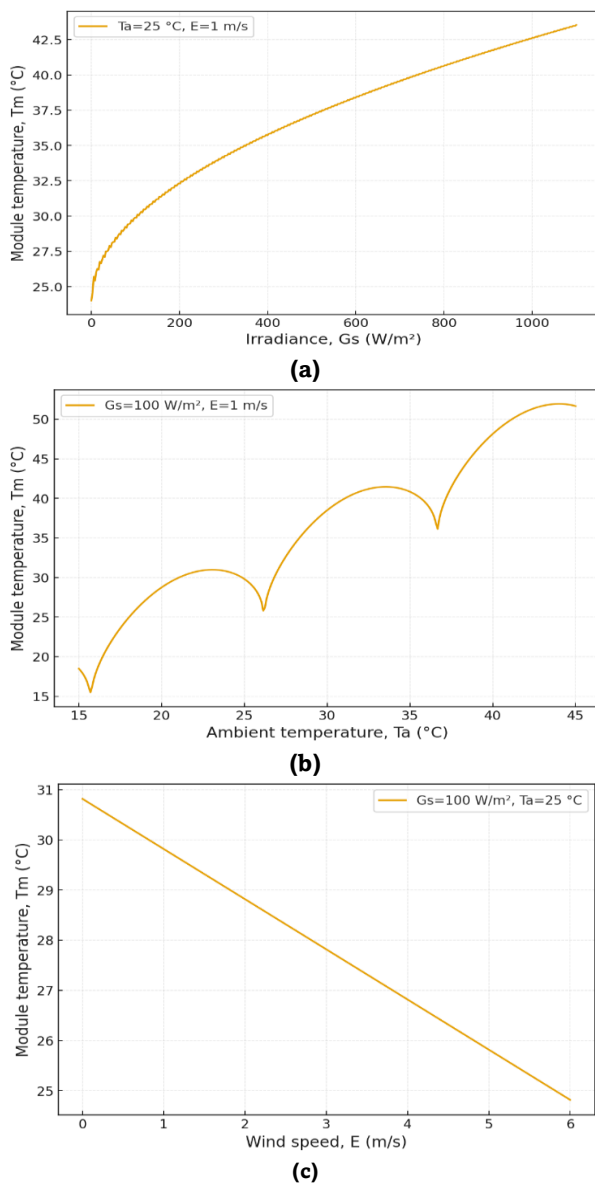 Ta=25 °C, E=1 m/s
Module temperature, Tm (°C)
42.5
40.0
37.5
35.0
32.5
30.0
27.5
25.0
0 200 400 600 800 1000
Irradiance, Gs (W/m²)
(a)
Gs=100 W/m², E=1 m/s
Module temperature, Tm (°C)
50
45
40
35
30
25
20
15
15 20 25 30 35 40 45
Ambient temperature, Ta (°C)
(b)
Gs=100 W/m², Ta=25 °C
Module temperature, Tm (°C)
31
30
29
28
27
26
25
0 1 2 3 4 5 6
Wind speed, E (m/s)
(c)